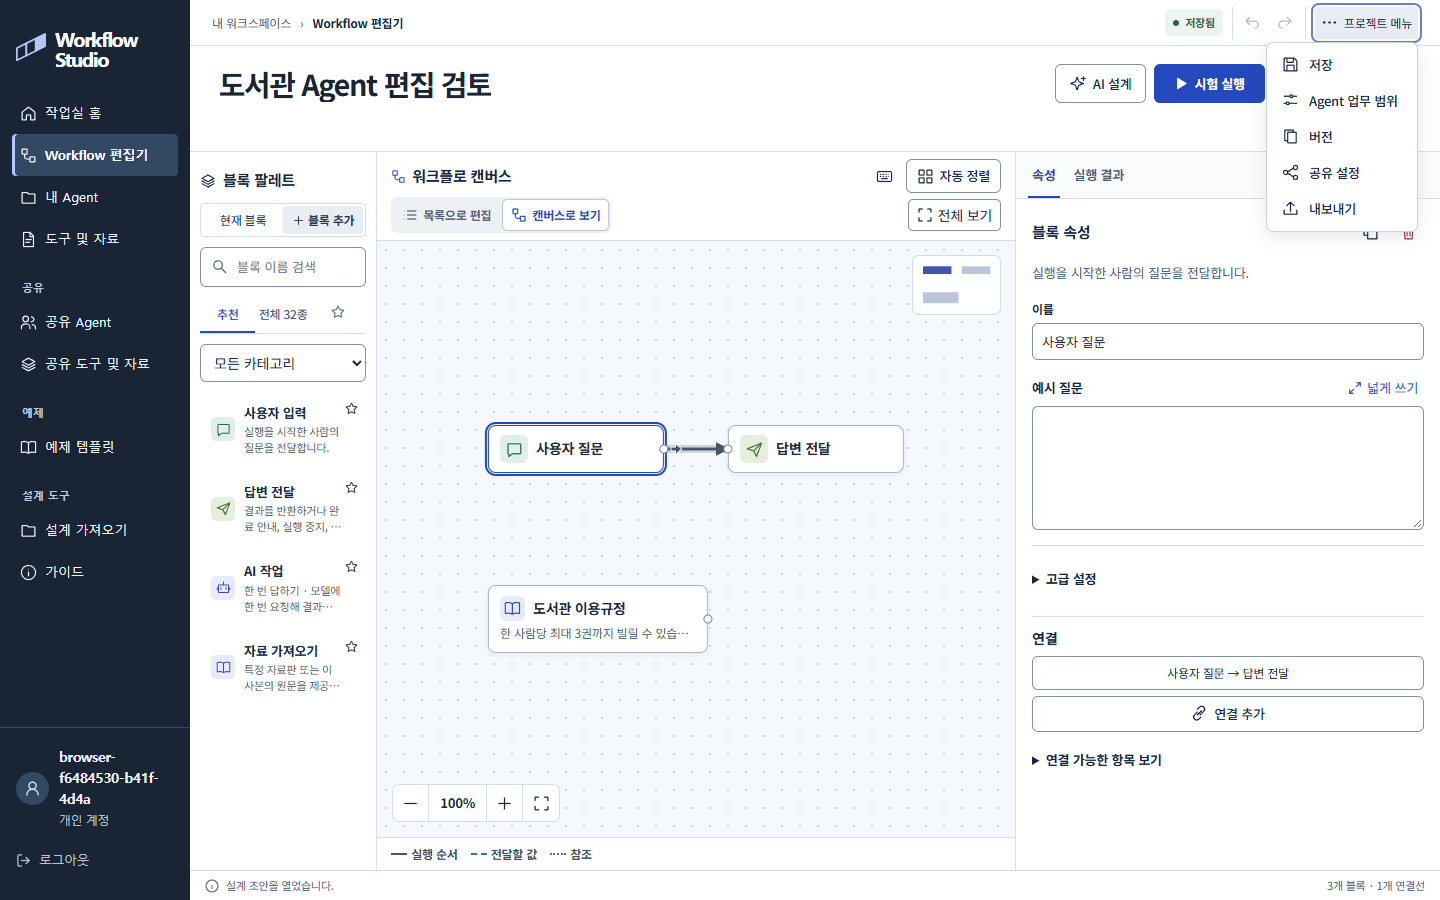 Workflow
Studio
작업실 홈
Workflow 편집기
내 Agent
도구 및 자료
공유
공유 Agent
공유 도구 및 자료
예제
예제 템플릿
설계 도구
설계 가져오기
가이드
browser-
f6484530-b41f-
4d4a
개인 계정
로그아웃
내 워크스페이스 › Workflow 편집기
저장됨
프로젝트 메뉴
도서관 Agent 편집 검토
AI 설계
시험 실행
저장
Agent 업무 범위
버전
공유 설정
내보내기
블록 팔레트
현재 블록
블록 추가
블록 이름 검색
추천
전체 32종
모든 카테고리
사용자 입력
실행을 시작한 사람의
질문을 전달합니다.
답변 전달
결과를 반환하거나 완
료 안내, 실행 중지, …
AI 작업
한 번 답하기 · 모델에
한 번 요청해 결과…
자료 가져오기
특정 자료판 또는 이
사본의 원문을 제공…
워크플로 캔버스
자동 정렬
목록으로 편집
캔버스로 보기
전체 보기
사용자 질문
답변 전달
도서관 이용규정
한 사람당 최대 3권까지 빌릴 수 있습…
100%
실행 순서
전달할 값
참조
속성
실행 결과
블록 속성
실행을 시작한 사람의 질문을 전달합니다.
이름
사용자 질문
예시 질문
넓게 쓰기
고급 설정
연결
사용자 질문 → 답변 전달
연결 추가
연결 가능한 항목 보기
설계 초안을 열었습니다.
3개 블록 · 1개 연결선